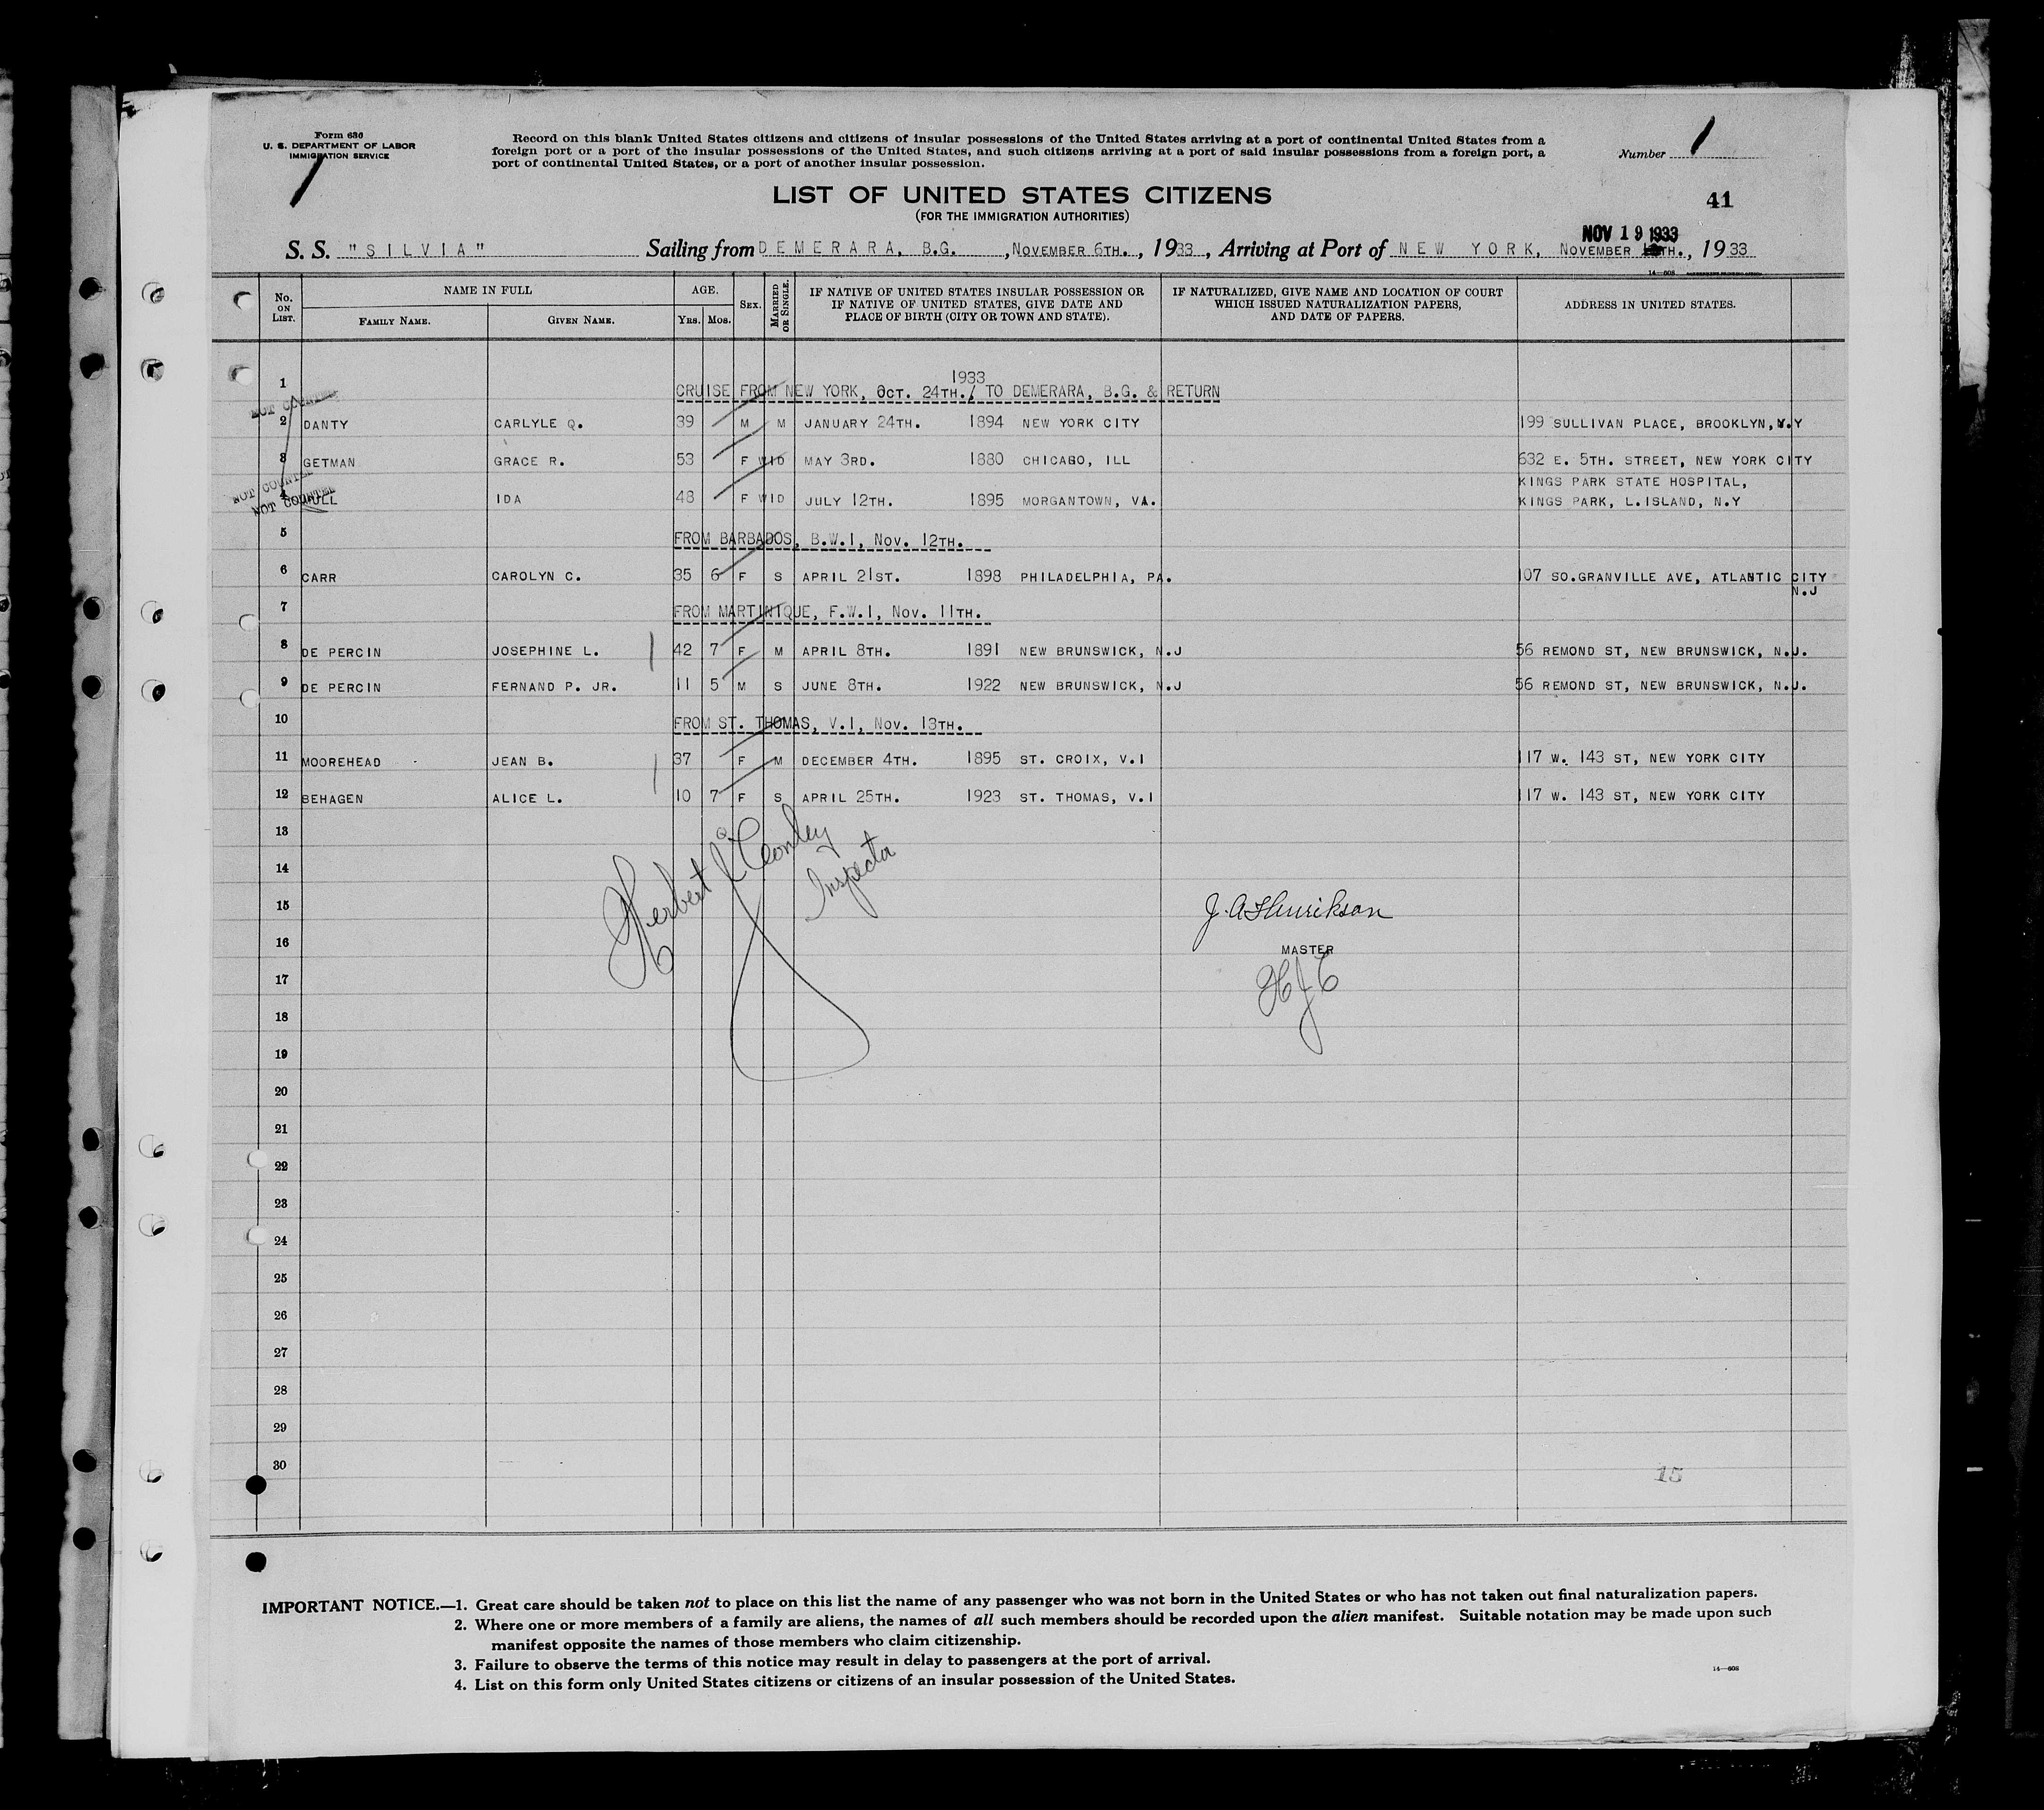 Form 630
U. S. DEPARTMENT OF LABOR
IMMIGRATION SERVICE
Record on this blank United States citizens and citizens of insular possessions of the United States arriving at a port of continental United States from a
foreign port or a port of the insular possessions of the United States, and such citizens arriving at a port of said insular possessions from a foreign port, a
port of continental United States, or a port of another insular possession.
Number 1
1
LIST OF UNITED STATES CITIZENS
(FOR THE IMMIGRATION AUTHORITIES)
41
NOV 19 1933
S. S. "SILVIA" Sailing from DEMERARA, B.G. , NOVEMBER 6TH. , 1933 , Arriving at Port of NEW YORK, NOVEMBER TH., 1933
14—608
No. ON LIST. NAME IN FULL AGE. SEX. MARRIED OR SINGLE. IF NATIVE OF UNITED STATES INSULAR POSSESSION OR IF NATIVE OF UNITED STATES, GIVE DATE AND PLACE OF BIRTH (CITY OR TOWN AND STATE). IF NATURALIZED, GIVE NAME AND LOCATION OF COURT WHICH ISSUED NATURALIZATION PAPERS, AND DATE OF PAPERS. ADDRESS IN UNITED STATES.
FAMILY NAME. GIVEN NAME. YRS. MOS.
1 CRUISE FROM NEW YORK, OCT. 24TH./ 1933 TO DEMERARA, B.G. & RETURN
NOT COUNTED
2 DANTY CARLYLE Q. 39 M M JANUARY 24TH. 1894 NEW YORK CITY 199 SULLIVAN PLACE, BROOKLYN, N.Y
3 GETMAN GRACE R. 53 F WID MAY 3RD. 1880 CHICAGO, ILL 632 E. 5TH. STREET, NEW YORK CITY
NOT COUNTED
KINGS PARK STATE HOSPITAL,
4 IDA 48 F WID JULY 12TH. 1895 MORGANTOWN, VA. KINGS PARK, L.ISLAND, N.Y
NOT COUNTED
5 FROM BARBADOS, B.W.I, NOV. 12TH.
6 CARR CAROLYN C. 35 6 F S APRIL 21ST. 1898 PHILADELPHIA, PA. 107 SO.GRANVILLE AVE, ATLANTIC CITY
N.J
7 FROM MARTINIQUE, F.W.I, NOV. 11TH.
8 DE PERCIN JOSEPHINE L. 42 7 F M APRIL 8TH. 1891 NEW BRUNSWICK, N.J 56 REMOND ST, NEW BRUNSWICK, N.J.
9 DE PERCIN FERNAND P. JR. 11 5 M S JUNE 8TH. 1922 NEW BRUNSWICK, N.J 56 REMOND ST, NEW BRUNSWICK, N.J.
10 FROM ST. THOMAS, V.I, NOV. 13TH.
11 MOOREHEAD JEAN B. 37 F M DECEMBER 4TH. 1895 ST. CROIX, V.I 117 W. 143 ST, NEW YORK CITY
12 BEHAGEN ALICE L. 10 7 F S APRIL 25TH. 1923 ST. THOMAS, V.I 117 W. 143 ST, NEW YORK CITY
13
Herbert J. Conley
Inspector
14
15 J. A. Henrikson
16 MASTER
17 HJC
18
19
20
21
22
23
24
25
26
27
28
29
30
15
IMPORTANT NOTICE.—1. Great care should be taken not to place on this list the name of any passenger who was not born in the United States or who has not taken out final naturalization papers.
2. Where one or more members of a family are aliens, the names of all such members should be recorded upon the alien manifest. Suitable notation may be made upon such
manifest opposite the names of those members who claim citizenship.
3. Failure to observe the terms of this notice may result in delay to passengers at the port of arrival.
4. List on this form only United States citizens or citizens of an insular possession of the United States.
14—608